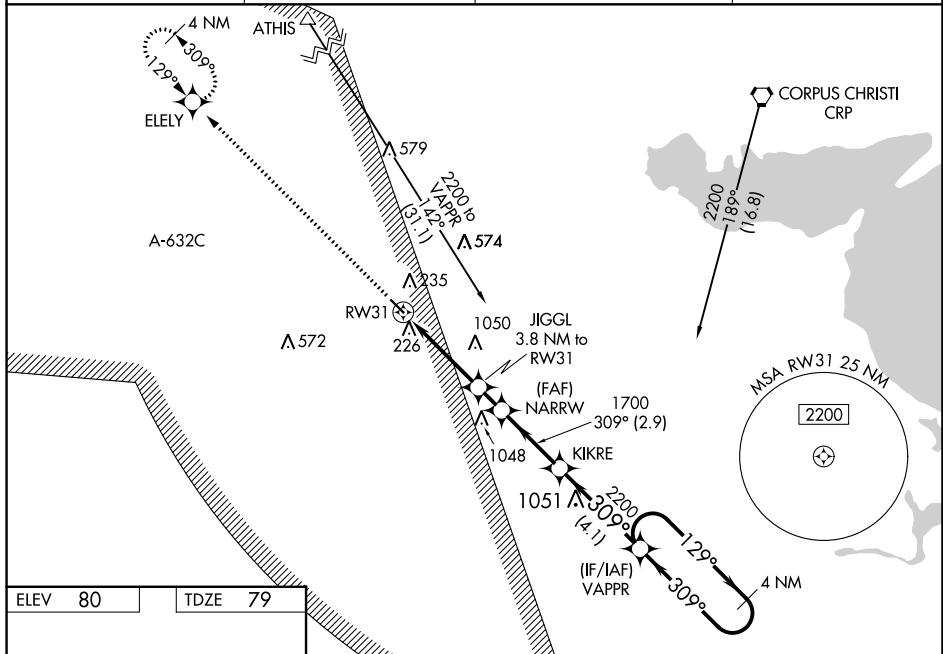 4 NM
309°
129°
ELELY
ATHIS
CORPUS CHRISTI
CRP
579
2200 to
VAPPR
142°
(31.1)
2200
189°
(16.8)
574
A-632C
235
RW31
226
572
1050
JIGGL
3.8 NM to
RW31
(FAF)
NARRW
1700
309° (2.9)
MSA RW31 25 NM
2200
1048
KIKRE
1051
2200
309°
(4.1)
(IF/IAF)
VAPPR
129°
309°
4 NM
ELEV 80
TDZE 79